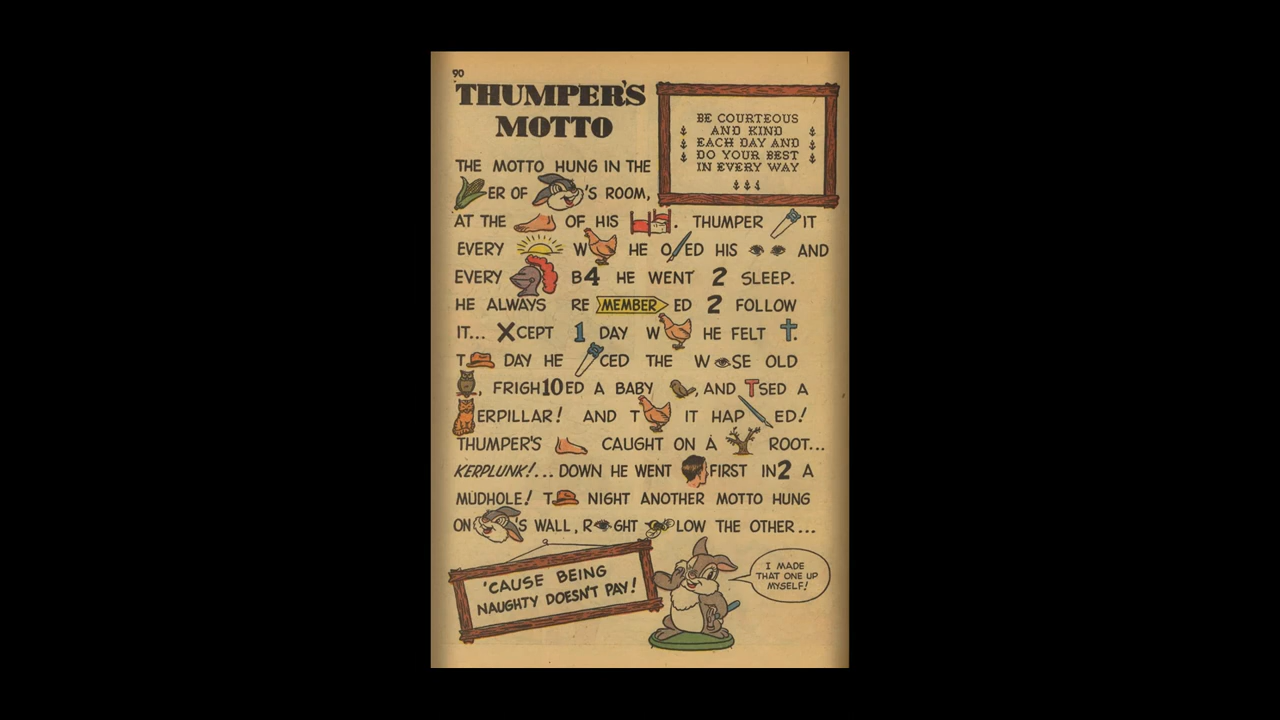 90
THUMPER'S
MOTTO
BE COURTEOUS
AND KIND
EACH DAY AND
DO YOUR BEST
IN EVERY WAY
THE MOTTO HUNG IN THE
ER OF 'S ROOM,
AT THE OF HIS . THUMPER IT
EVERY W HE O ED HIS AND
EVERY B4 HE WENT 2 SLEEP.
HE ALWAYS RE MEMBER ED 2 FOLLOW
IT... XCEPT 1 DAY W HE FELT .
T DAY HE CED THE W SE OLD
, FRIGH10ED A BABY , AND TSED A
ERPILLAR! AND T IT HAP ED!
THUMPER'S CAUGHT ON A ROOT...
KERPLUNK!... DOWN HE WENT FIRST IN2 A
MUDHOLE! T NIGHT ANOTHER MOTTO HUNG
ON 'S WALL, R GHT LOW THE OTHER...
'CAUSE BEING
NAUGHTY DOESN'T PAY!
I MADE
THAT ONE UP
MYSELF!